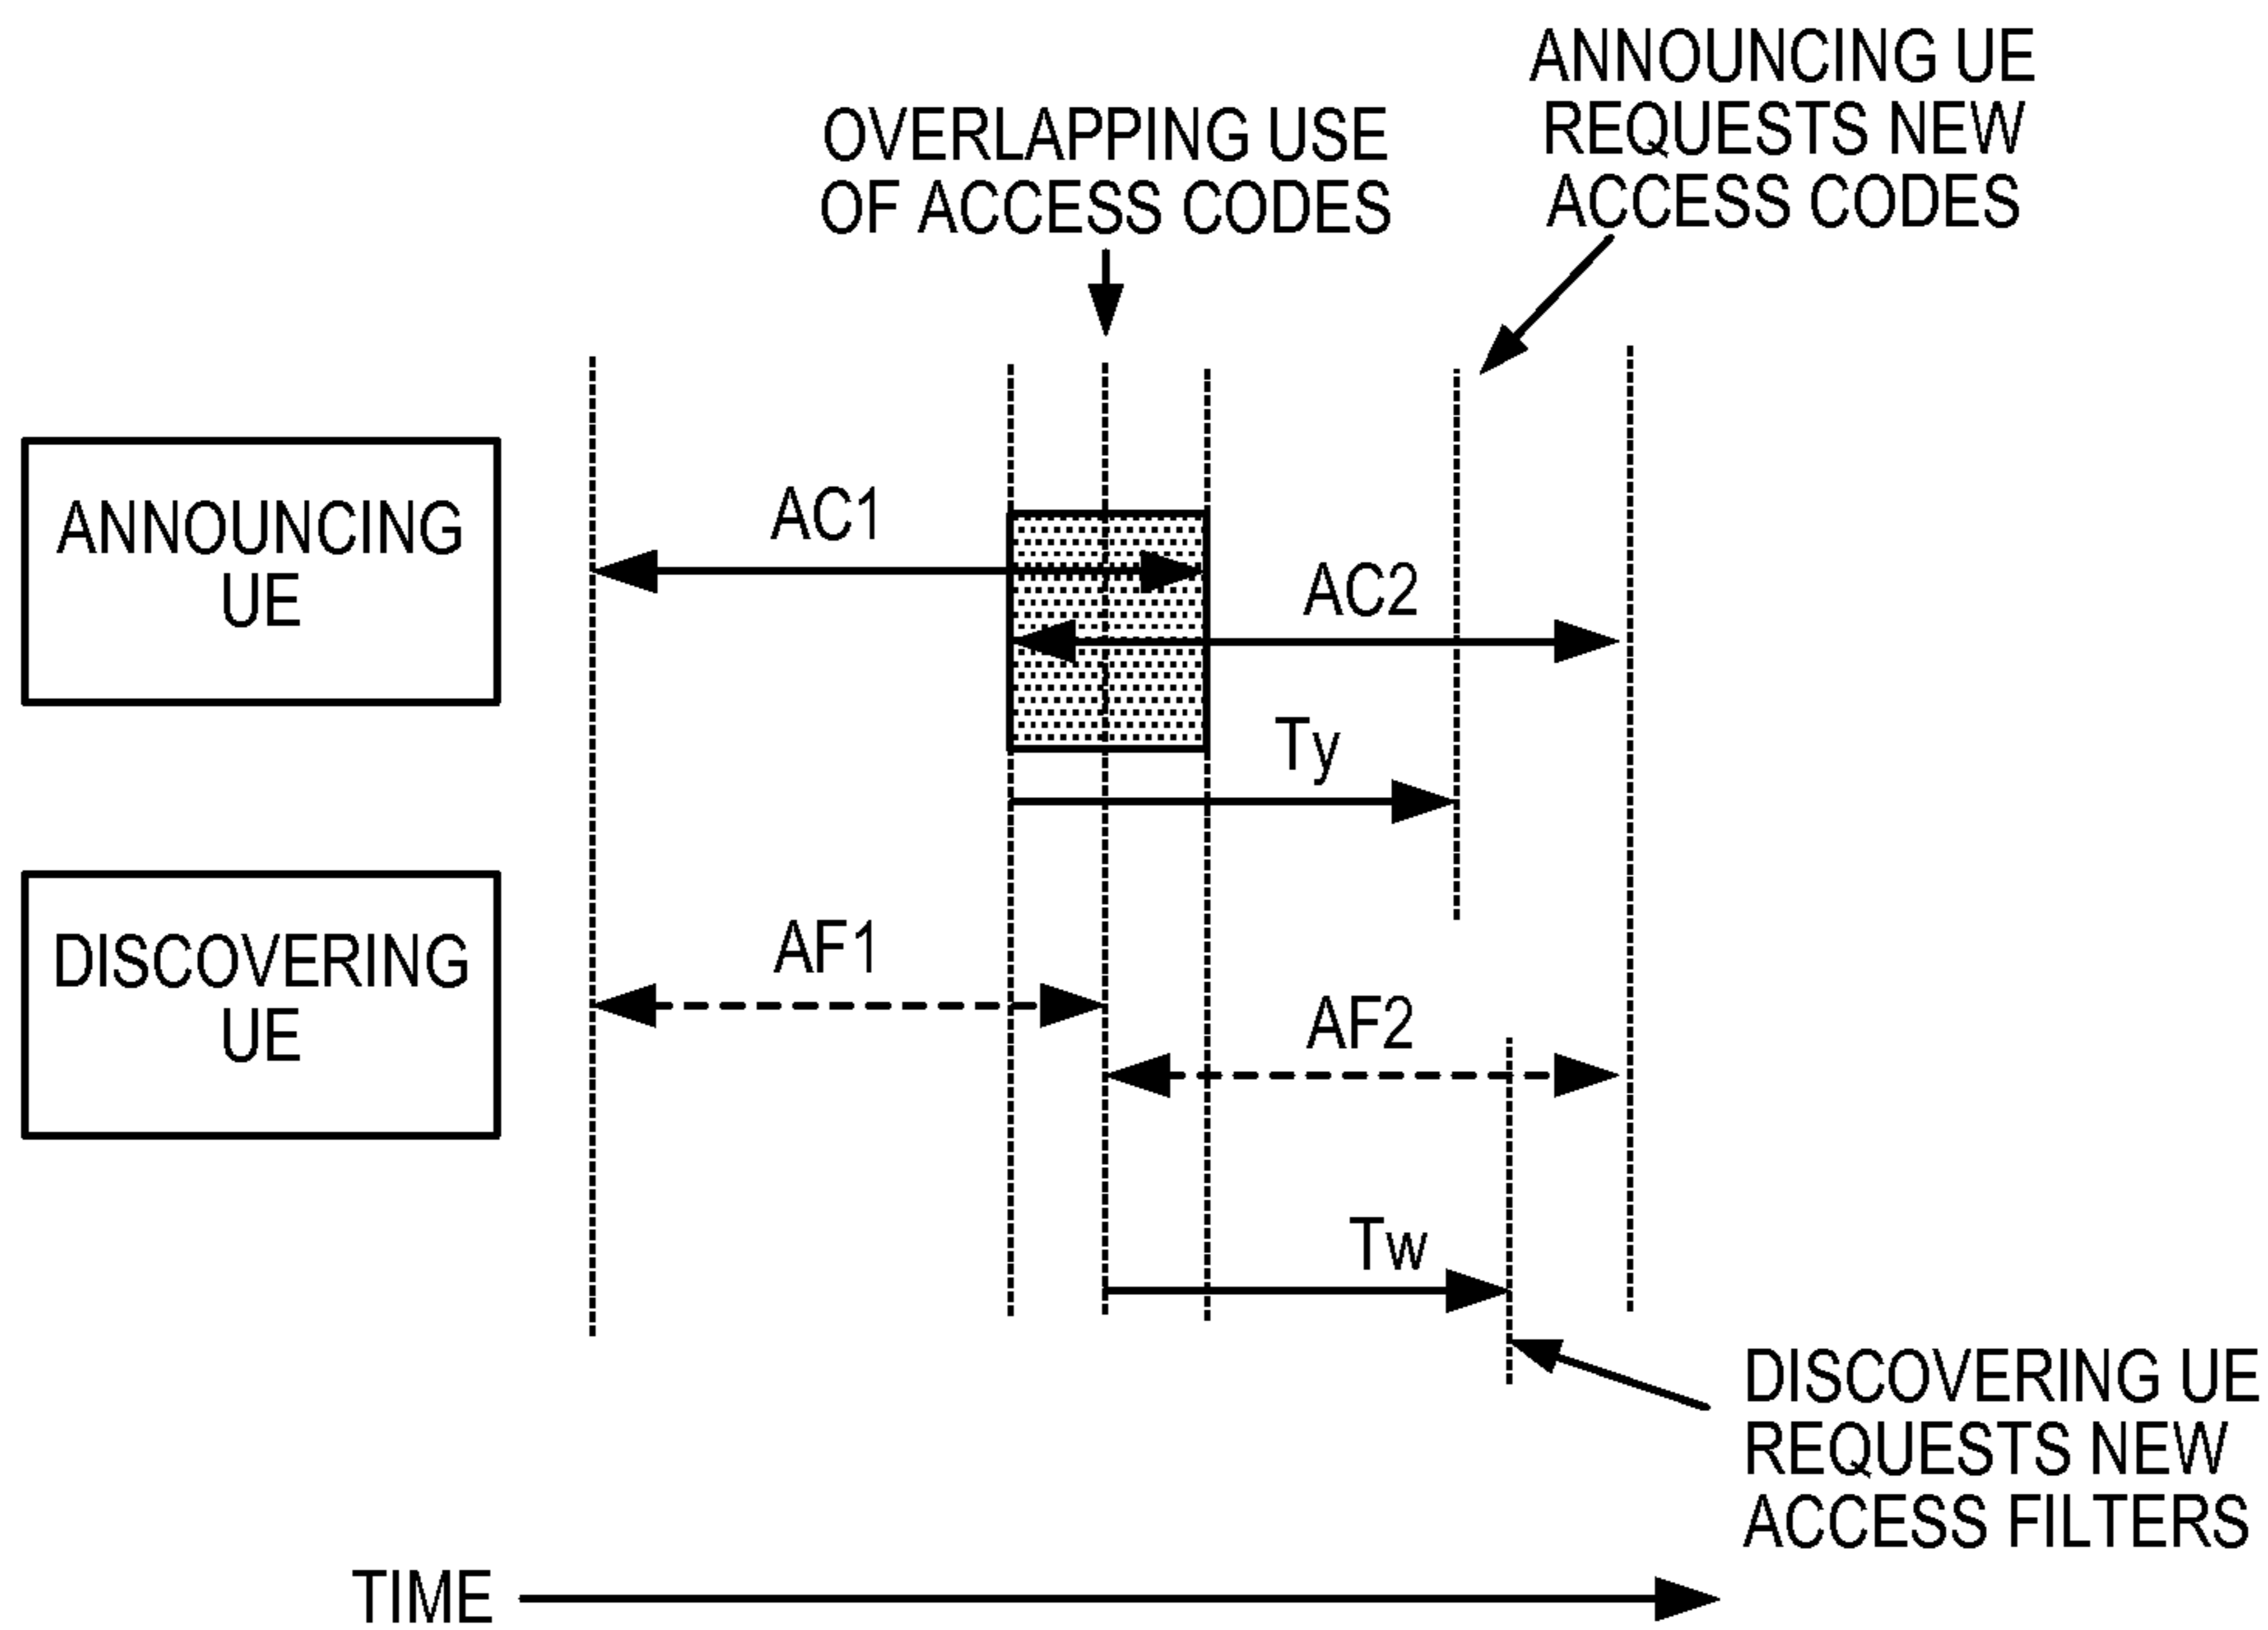 ANNOUNCING UE
REQUESTS NEW
ACCESS CODES
OVERLAPPING USE
OF ACCESS CODES
ANNOUNCING
UE
AC1
AC2
Ty
DISCOVERING
UE
AF1
AF2
Tw
DISCOVERING UE
REQUESTS NEW
ACCESS FILTERS
TIME